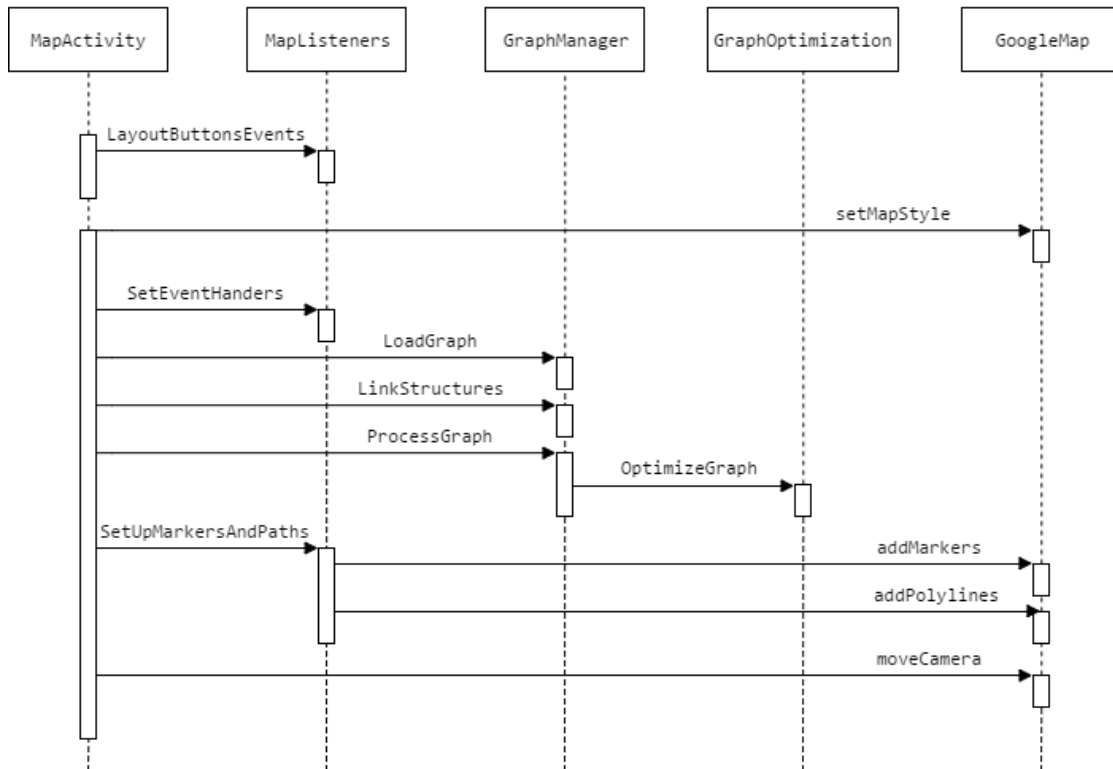 MapActivity
MapListeners
GraphManager
GraphOptimization
GoogleMap
LayoutButtonsEvents
setMapStyle
SetEventHanders
LoadGraph
LinkStructures
ProcessGraph
OptimizeGraph
SetUpMarkersAndPaths
addMarkers
addPolylines
moveCamera